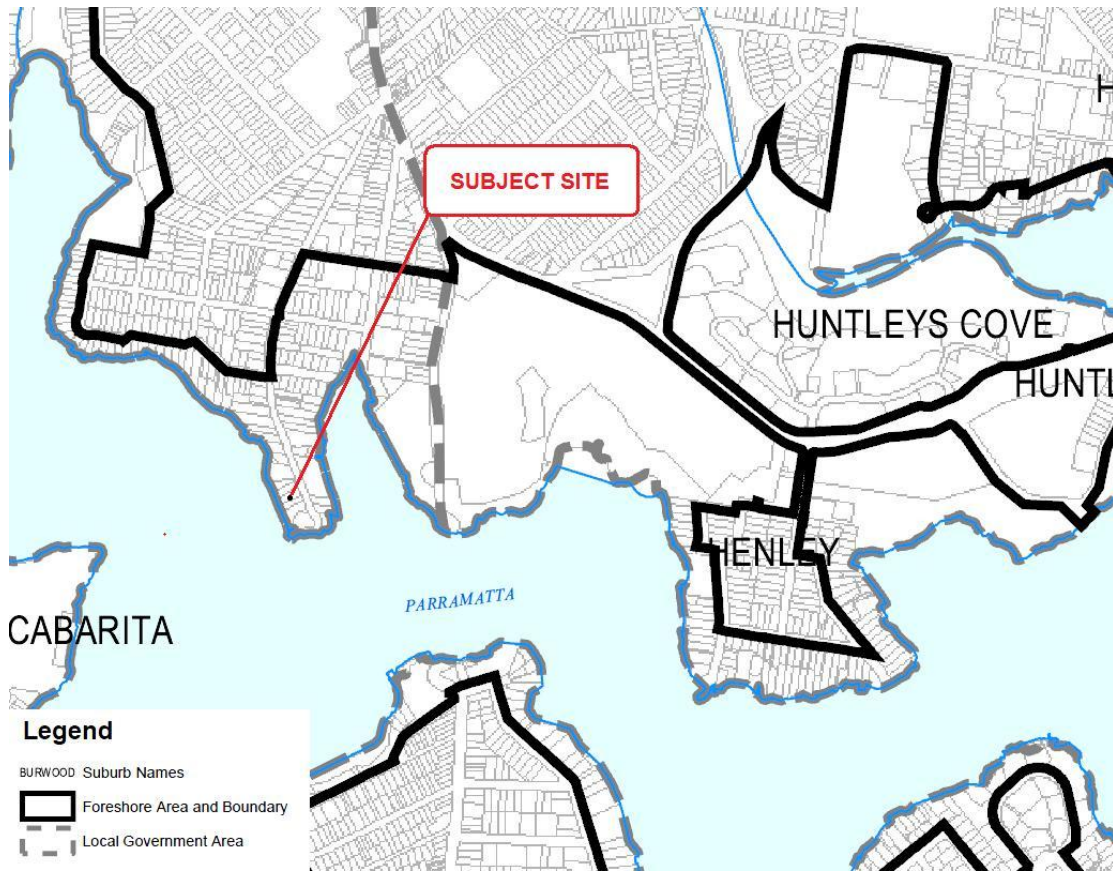 H
SUBJECT SITE
HUNTLEYS COVE
HUNTL
HENLEY
PARRAMATTA
CABARITA
Legend
BURWOOD Suburb Names
Foreshore Area and Boundary
Local Government Area